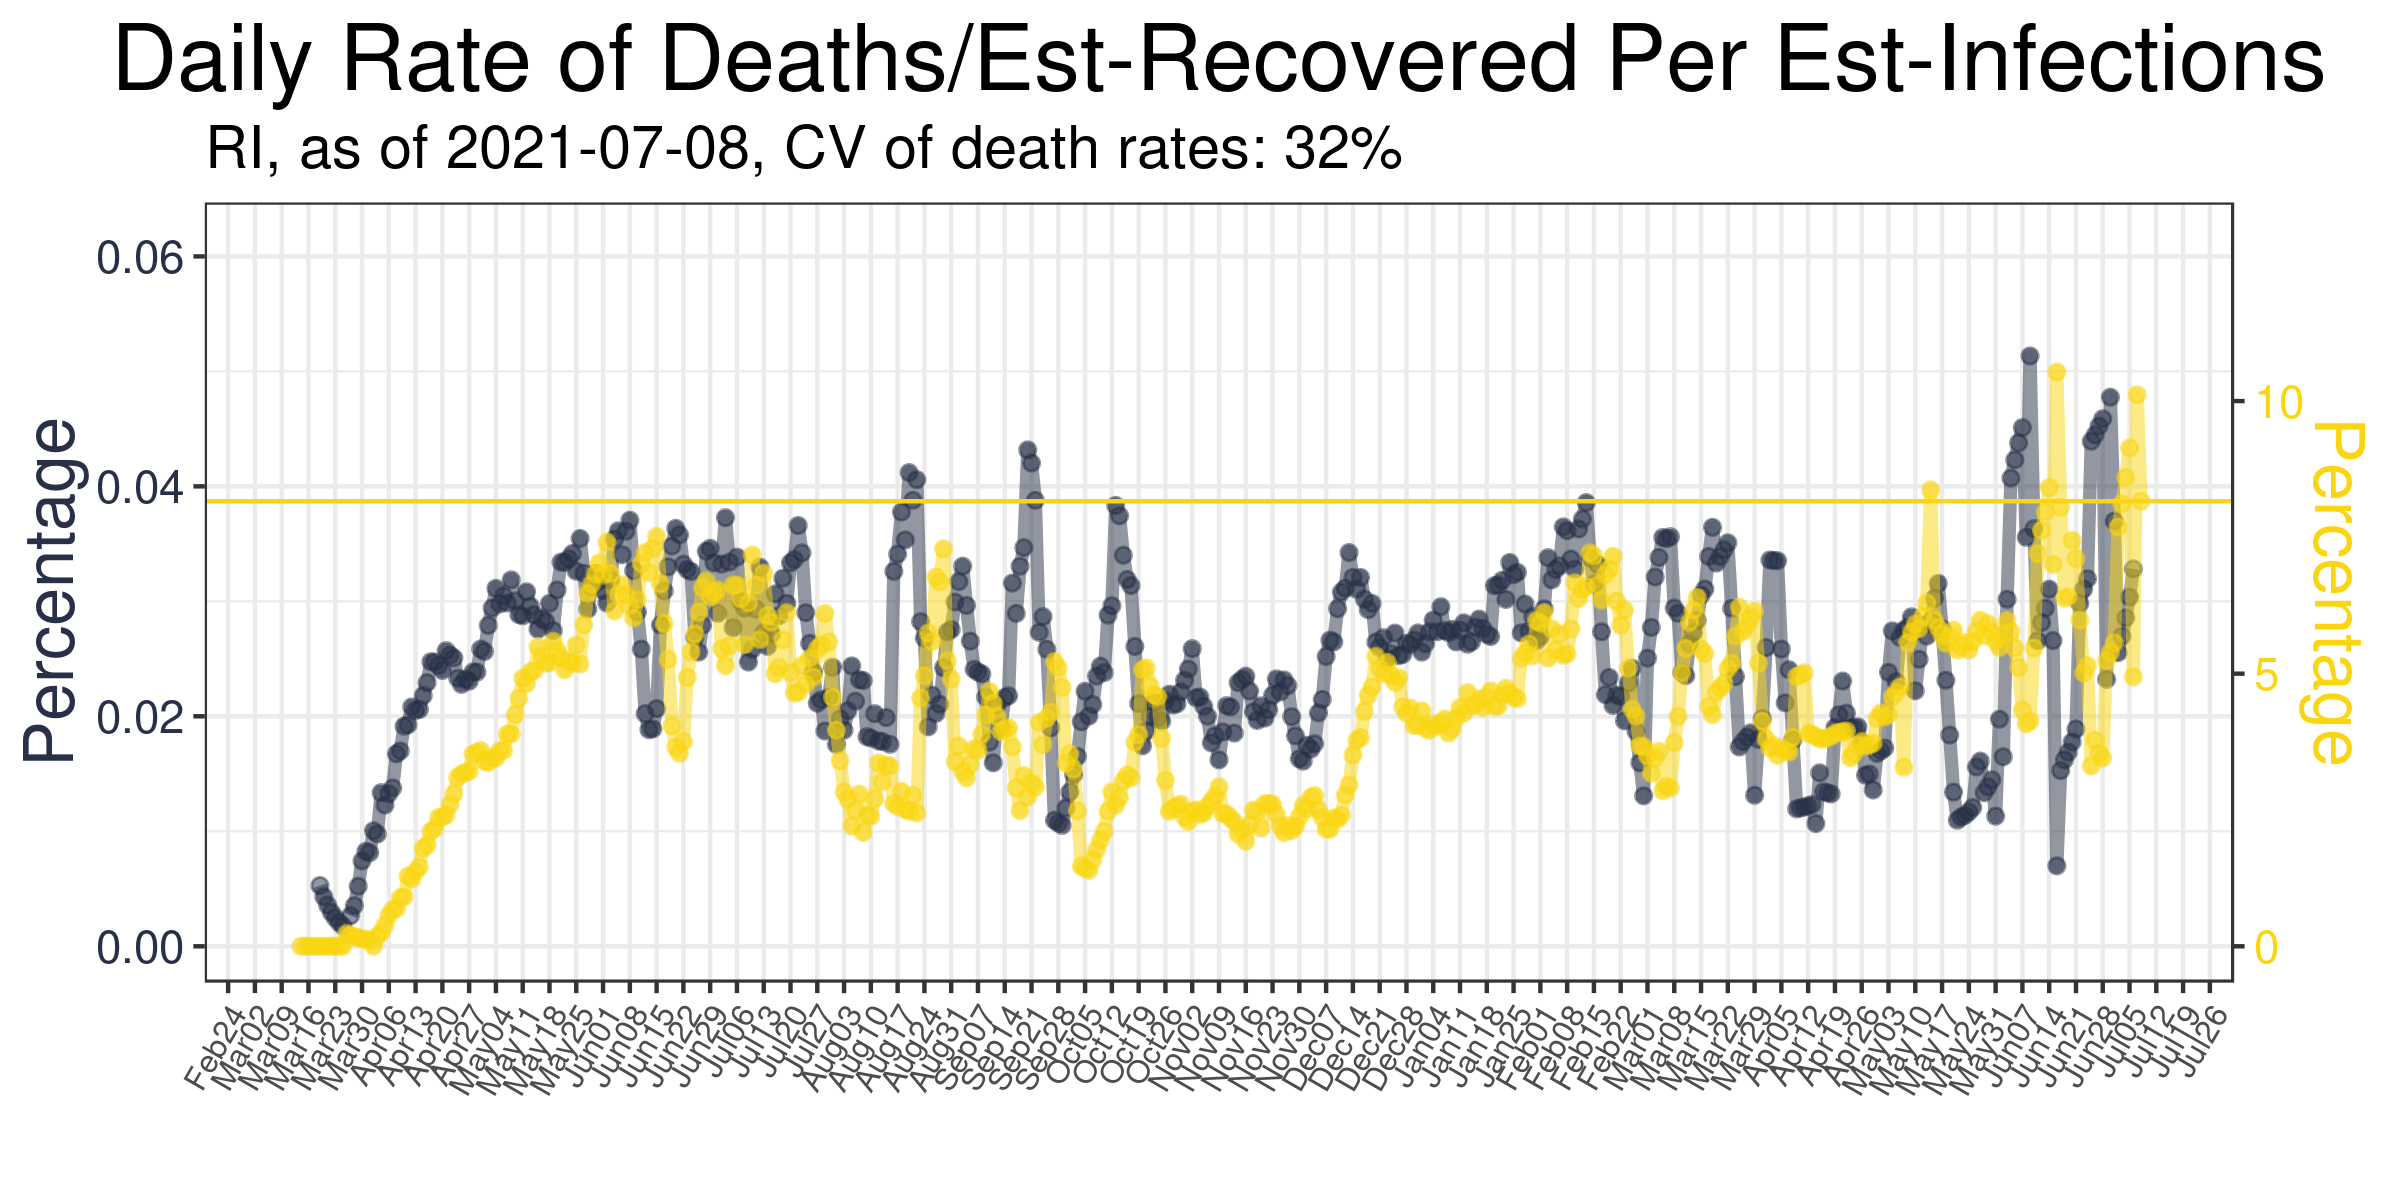 Daily Rate of Deaths/Est-Recovered Per Est-Infections
RI, as of 2021-07-08, CV of death rates: 32%
Percentage
0.06
0.04
0.02
0.00
10
5
0
Percentage
Feb24
Mar02
Mar09
Mar16
Mar23
Mar30
Apr06
Apr13
Apr20
Apr27
May04
May11
May18
May25
Jun01
Jun08
Jun15
Jun22
Jun29
Jul06
Jul13
Jul20
Jul27
Aug03
Aug10
Aug17
Aug24
Aug31
Sep07
Sep14
Sep21
Sep28
Oct05
Oct12
Oct19
Oct26
Nov02
Nov09
Nov16
Nov23
Nov30
Dec07
Dec14
Dec21
Dec28
Jan04
Jan11
Jan18
Jan25
Feb01
Feb08
Feb15
Feb22
Mar01
Mar08
Mar15
Mar22
Mar29
Apr05
Apr12
Apr19
Apr26
May03
May10
May17
May24
May31
Jun07
Jun14
Jun21
Jun28
Jul05
Jul12
Jul19
Jul26